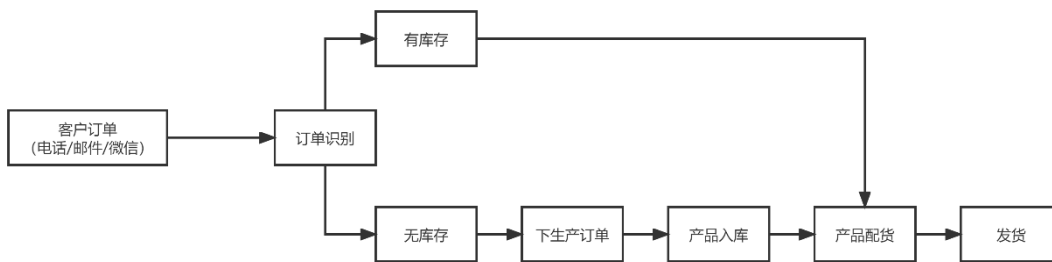 有库存
客户订单
（电话/邮件/微信）
订单识别
无库存
下生产订单
产品入库
产品配货
发货